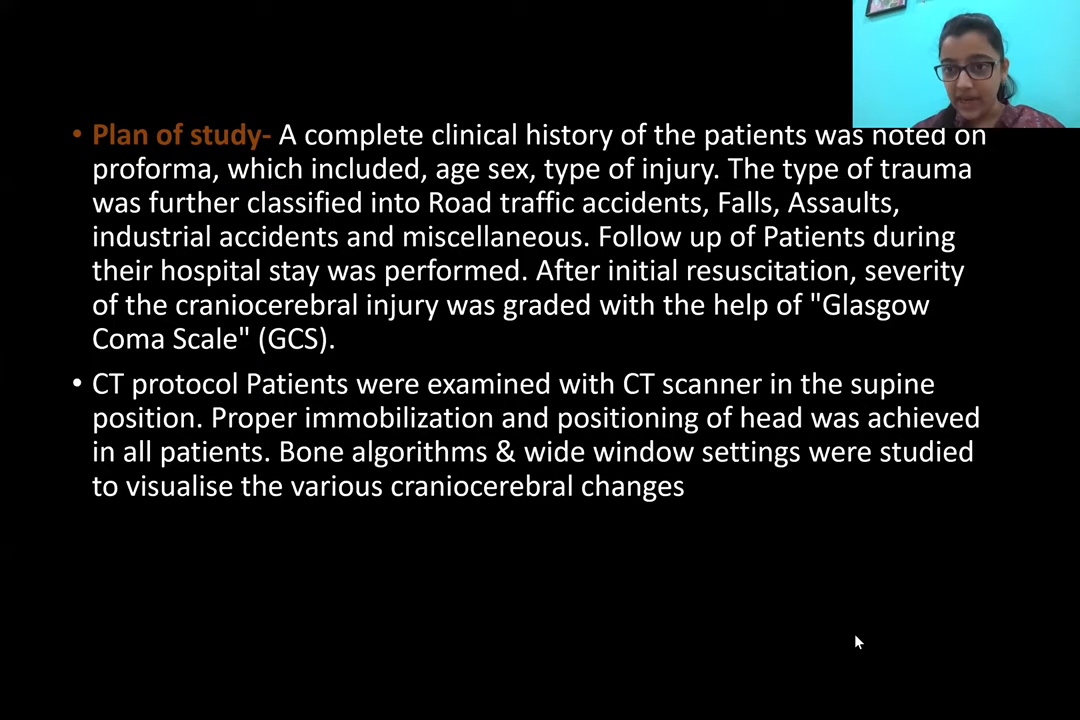 • Plan of study- A complete clinical history of the patients was noted on
proforma, which included, age sex, type of injury. The type of trauma
was further classified into Road traffic accidents, Falls, Assaults,
industrial accidents and miscellaneous. Follow up of Patients during
their hospital stay was performed. After initial resuscitation, severity
of the craniocerebral injury was graded with the help of "Glasgow
Coma Scale" (GCS).
• CT protocol Patients were examined with CT scanner in the supine
position. Proper immobilization and positioning of head was achieved
in all patients. Bone algorithms & wide window settings were studied
to visualise the various craniocerebral changes